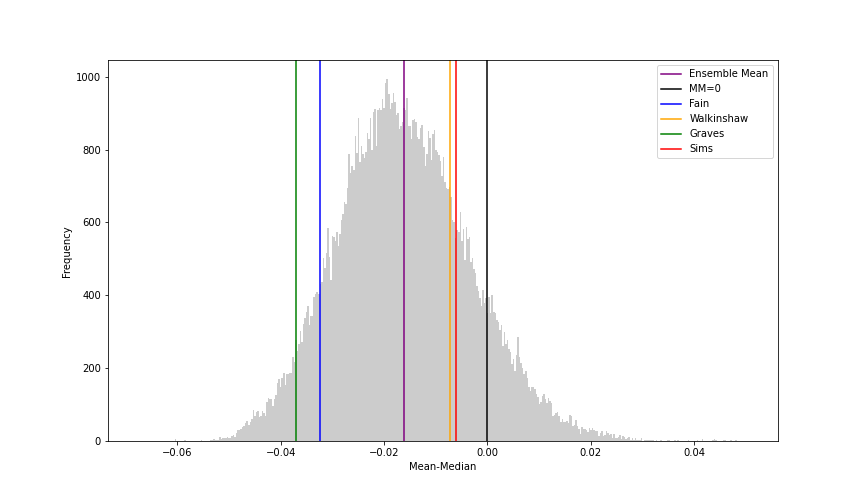 Ensemble Mean
MM=0
Fain
Walkinshaw
Graves
Sims
1000
800
600
400
200
0
Frequency
−0.06 −0.04 −0.02 0.00 0.02 0.04
Mean-Median